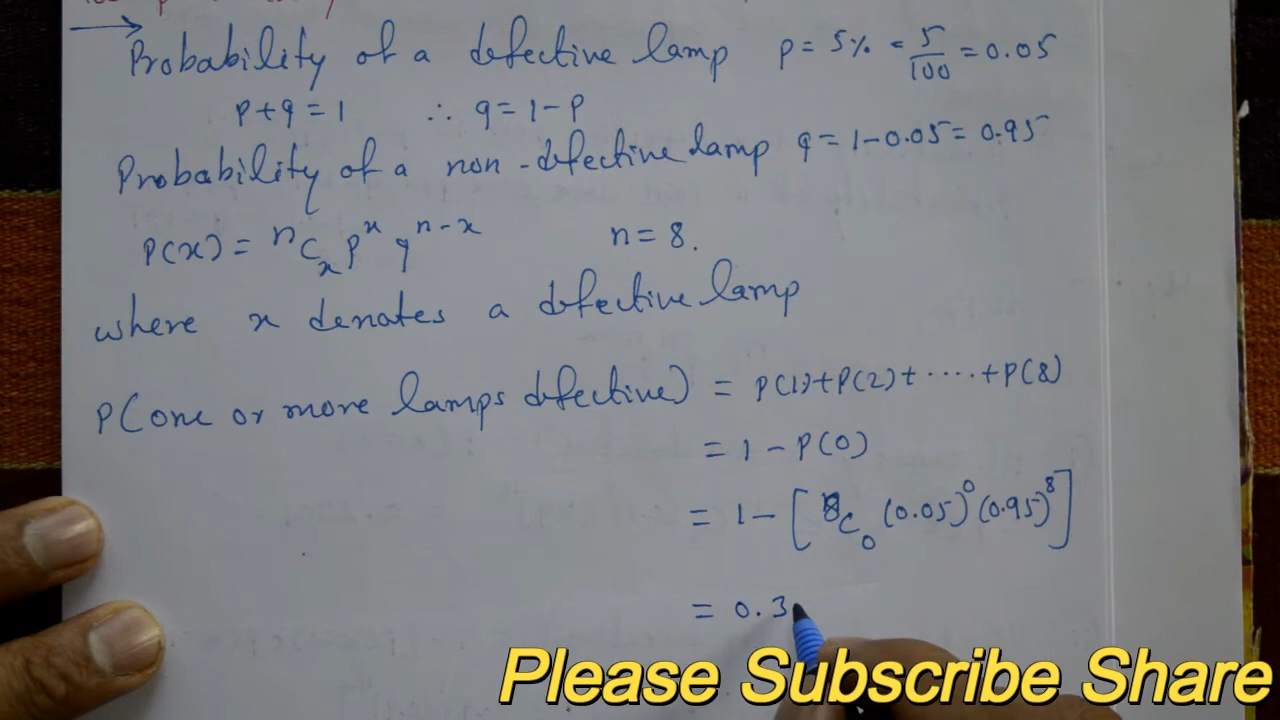 Probability of a defective lamp p = 5% = 5/100 = 0.05
p + q = 1 ∴ q = 1 - p
Probability of a non-defective lamp q = 1 - 0.05 = 0.95
P(x) = ⁿCₓ pˣ qⁿ⁻ˣ n = 8.
where x denotes a defective lamp
P(one or more lamps defective) = P(1)+P(2)+.....+P(8)
= 1 - P(0)
= 1 - [⁸C₀ (0.05)⁰ (0.95)⁸]
= 0.3
Please Subscribe Share